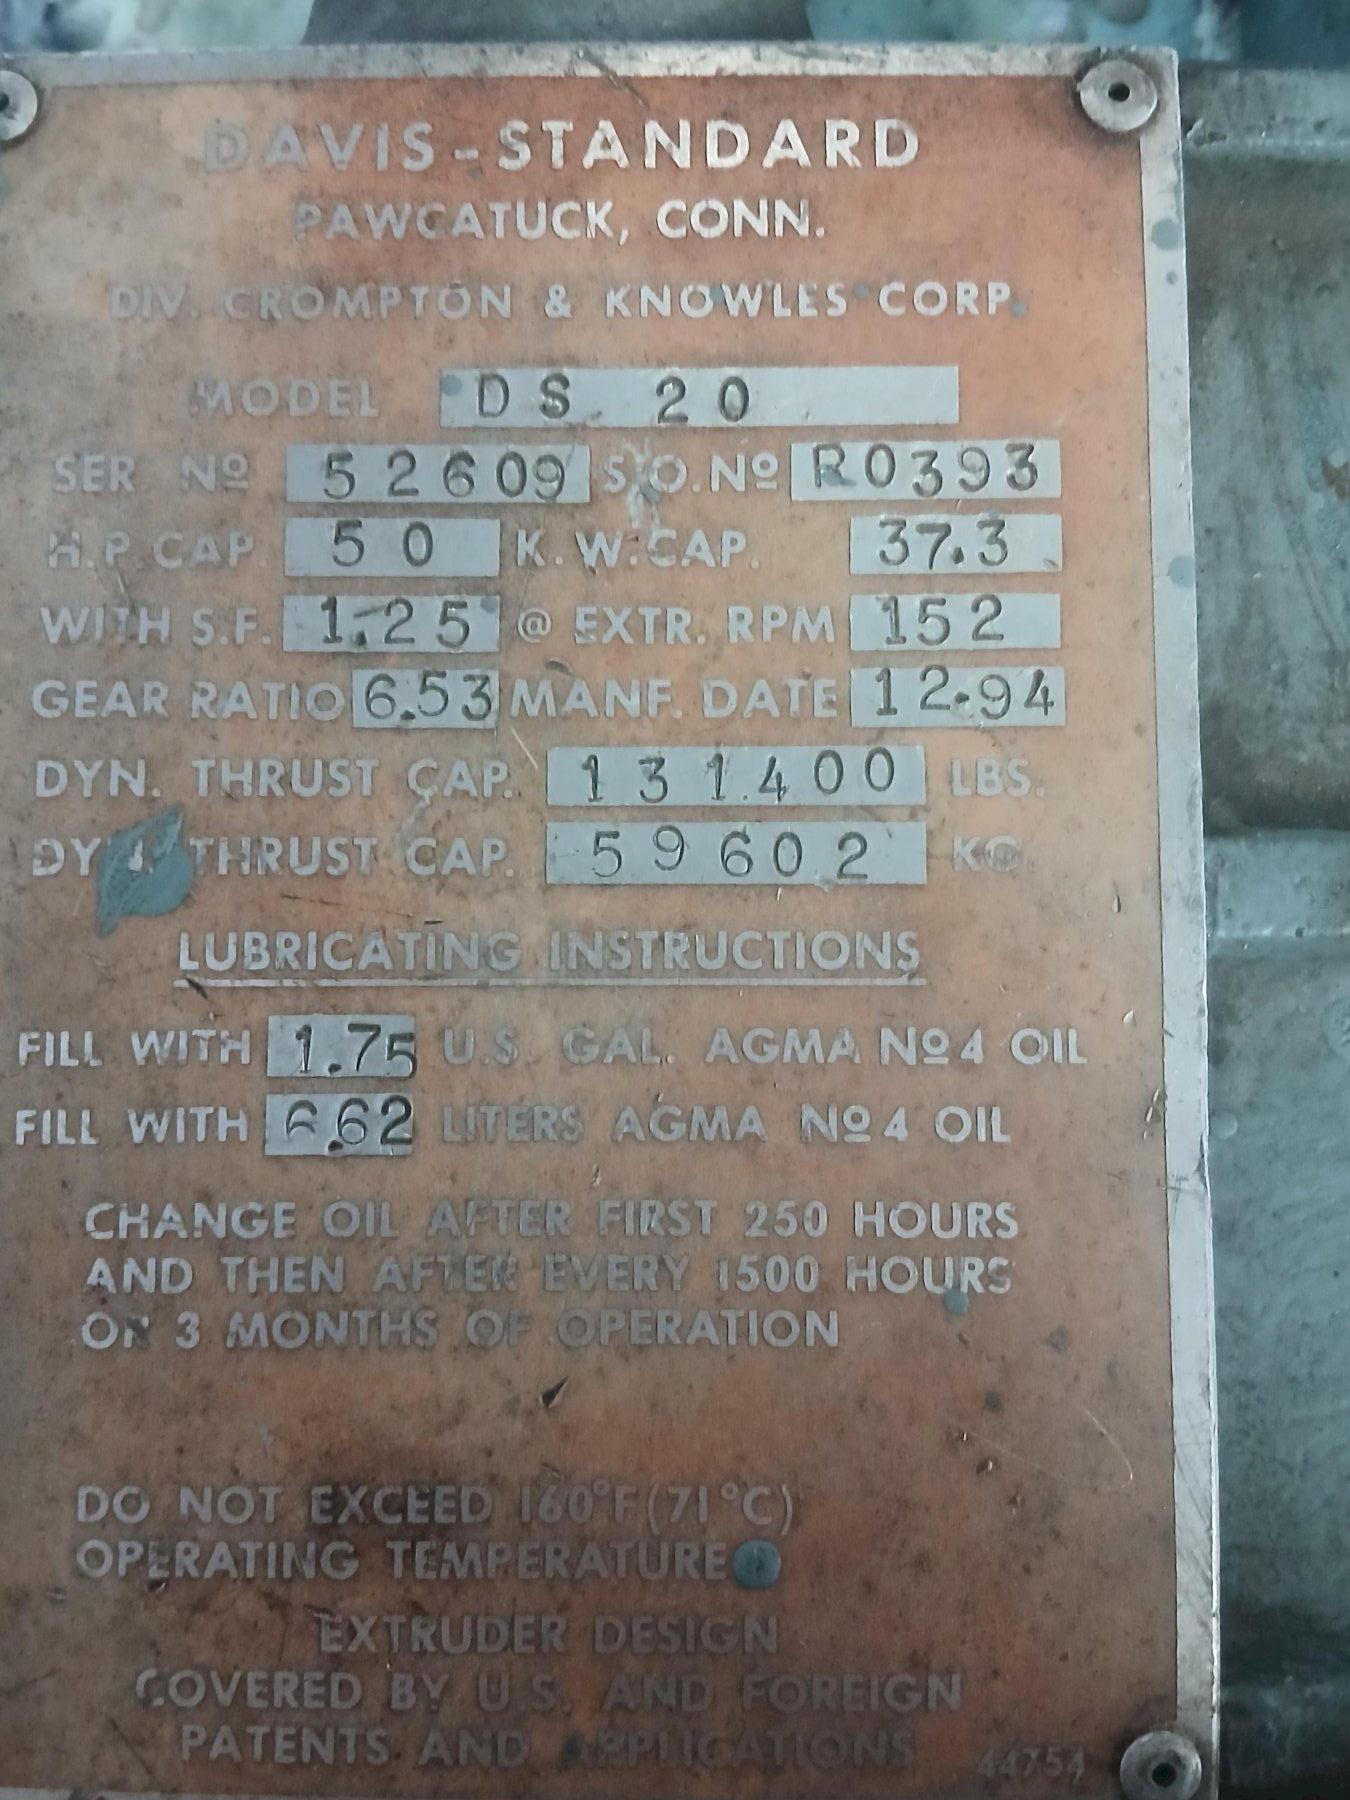 DAVIS-STANDARD
PAWCATUCK, CONN.
DIV. CROMPTON & KNOWLES CORP.
MODEL DS 20
SER Nº 52609 S.O.Nº R0393
H.P. CAP. 50 K.W.CAP. 37.3
WITH S.F. 1.25 @ EXTR. RPM 152
GEAR RATIO 6.53 MANF. DATE 12-94
DYN. THRUST CAP. 131400 LBS.
DYN. THRUST CAP. 59602 KG
LUBRICATING INSTRUCTIONS
FILL WITH 1.75 U.S. GAL. AGMA Nº4 OIL
FILL WITH 6.62 LITERS AGMA Nº4 OIL
CHANGE OIL AFTER FIRST 250 HOURS
AND THEN AFTER EVERY 1500 HOURS
OR 3 MONTHS OF OPERATION
DO NOT EXCEED 160°F(71°C)
OPERATING TEMPERATURE
EXTRUDER DESIGN
COVERED BY U.S. AND FOREIGN
PATENTS AND APPLICATIONS 44754